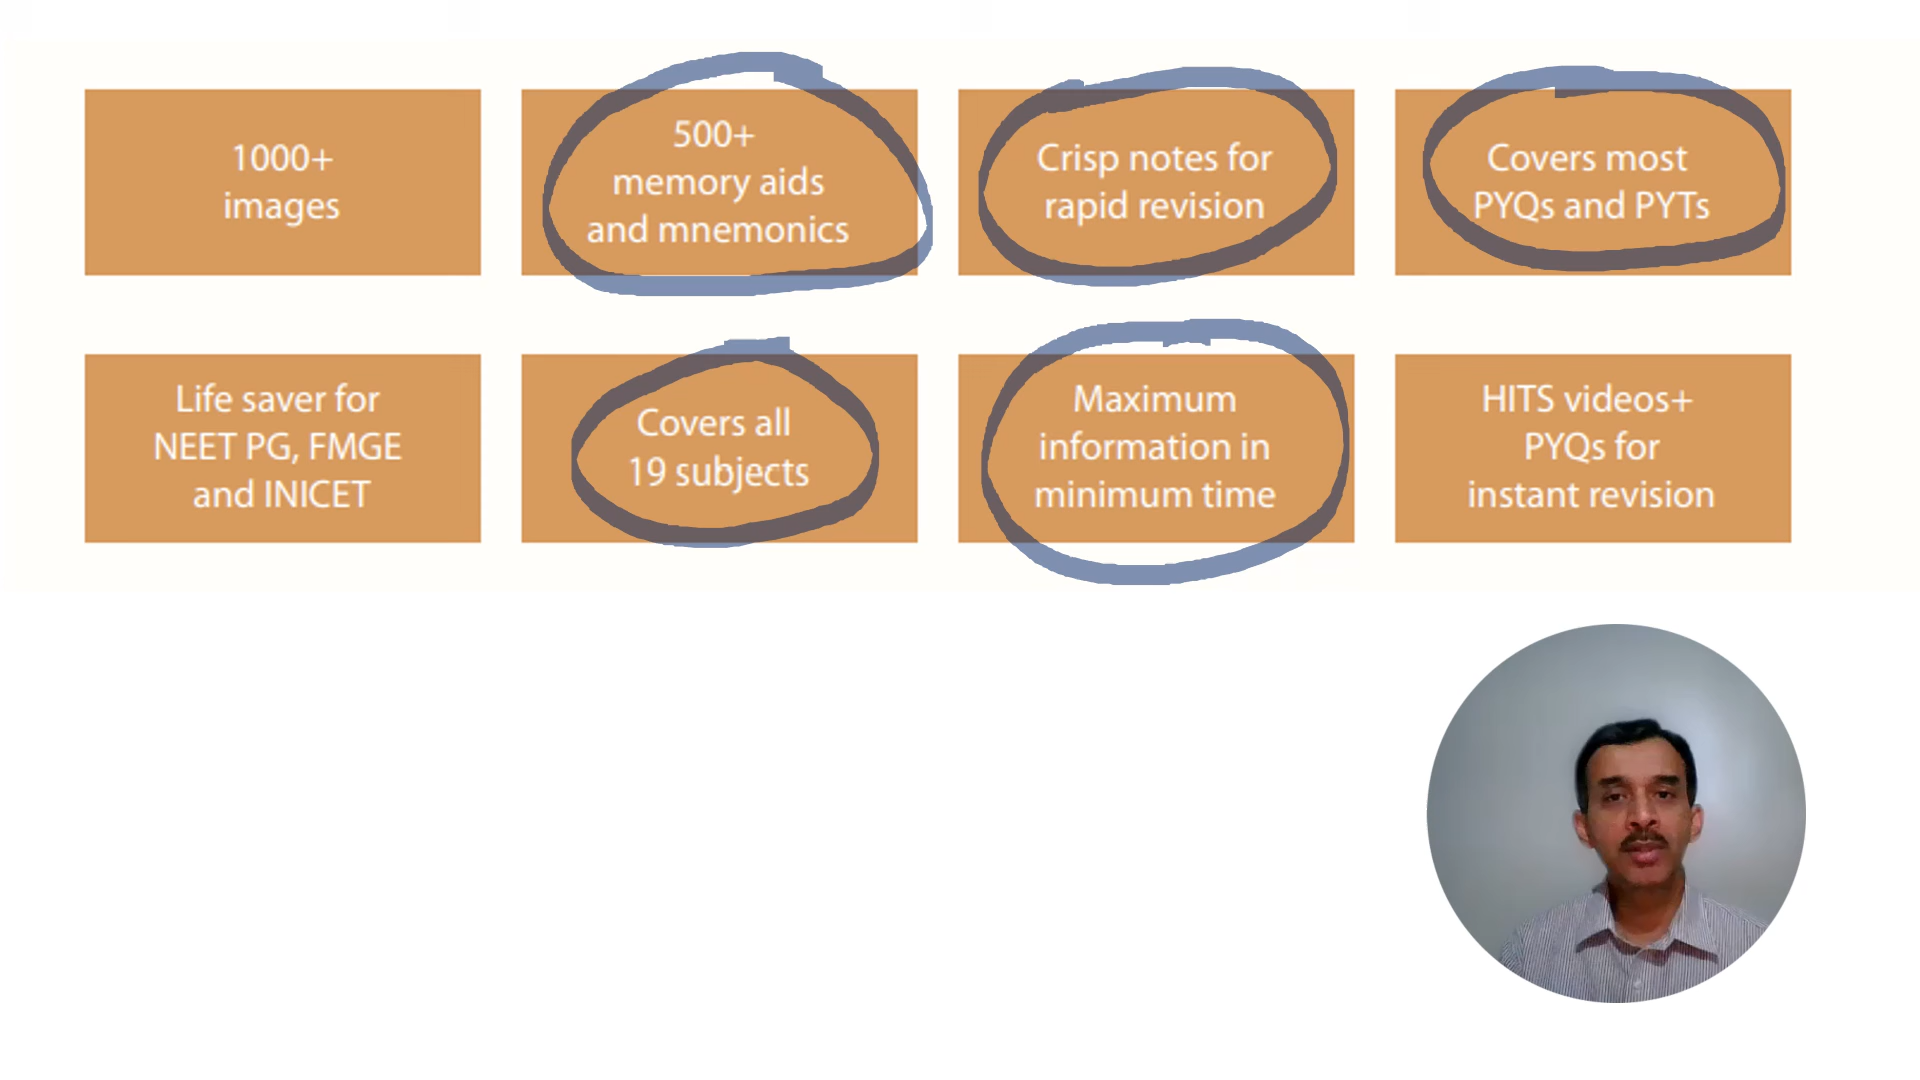 1000+
images
500+
memory aids
and mnemonics
Crisp notes for
rapid revision
Covers most
PYQs and PYTs
Life saver for
NEET PG, FMGE
and INICET
Covers all
19 subjects
Maximum
information in
minimum time
HITS videos+
PYQs for
instant revision